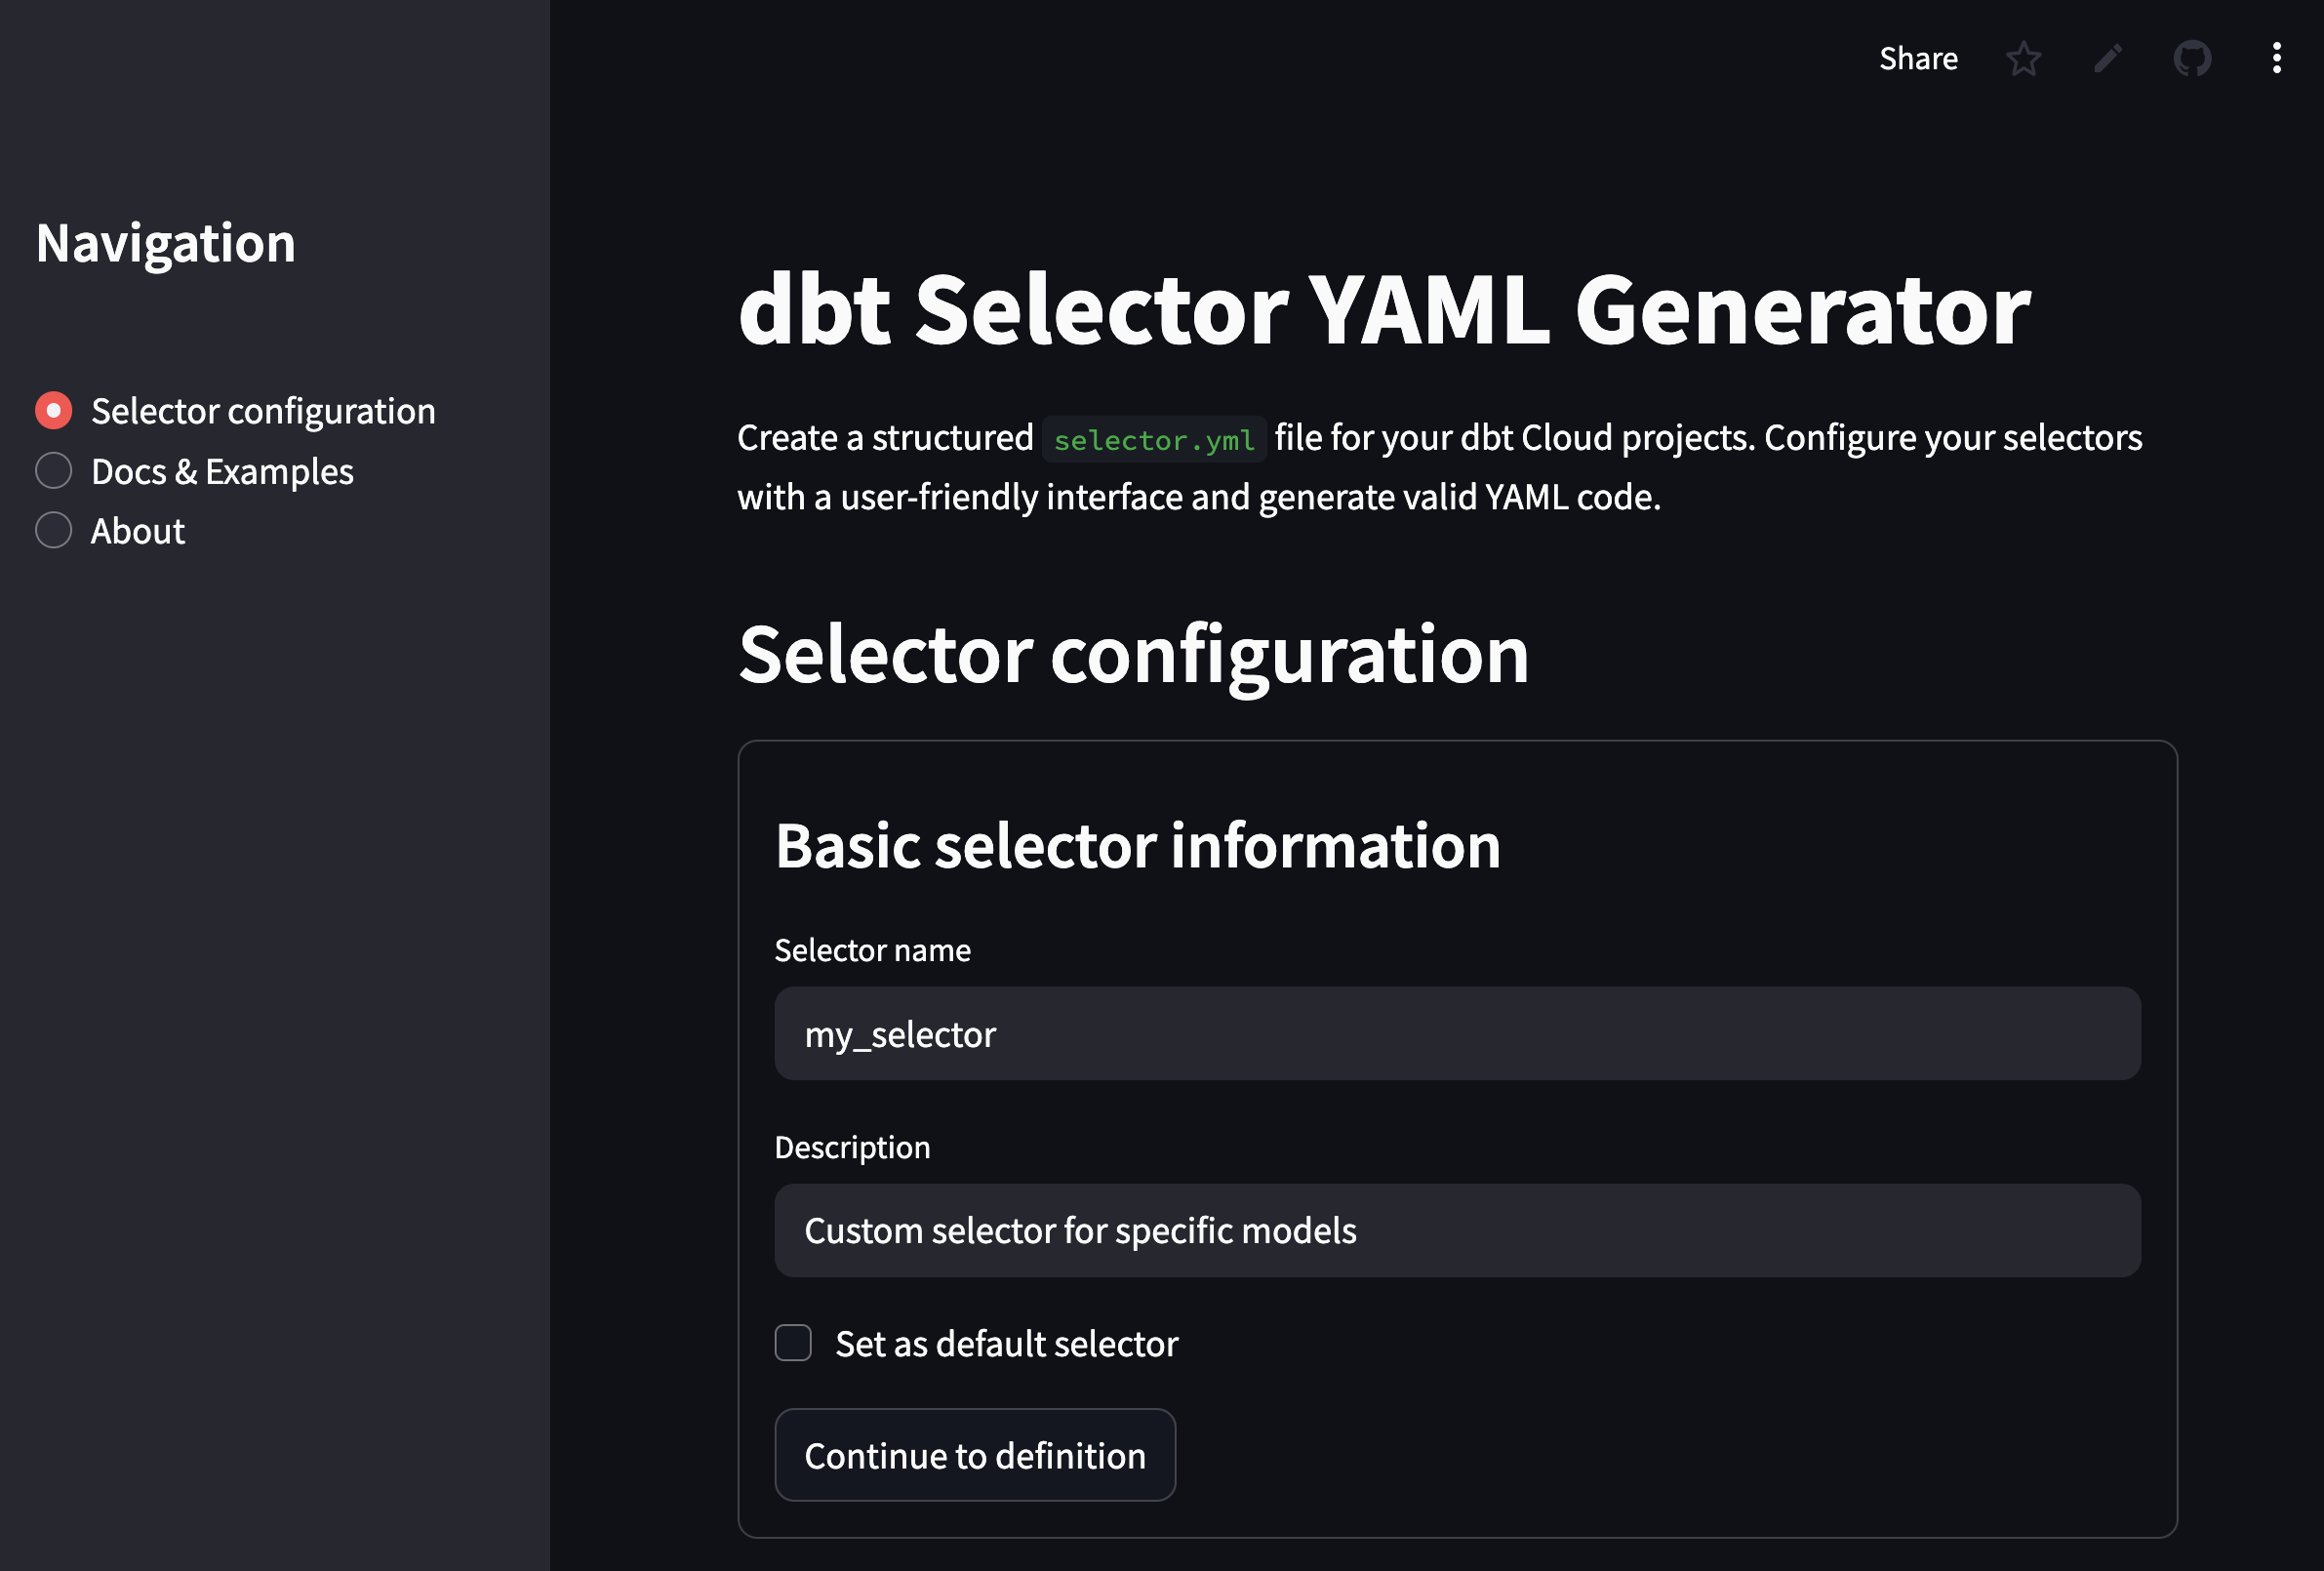 Share
Navigation
Selector configuration
Docs & Examples
About
dbt Selector YAML Generator
Create a structured selector.yml file for your dbt Cloud projects. Configure your selectors
with a user-friendly interface and generate valid YAML code.
Selector configuration
Basic selector information
Selector name
my_selector
Description
Custom selector for specific models
Set as default selector
Continue to definition